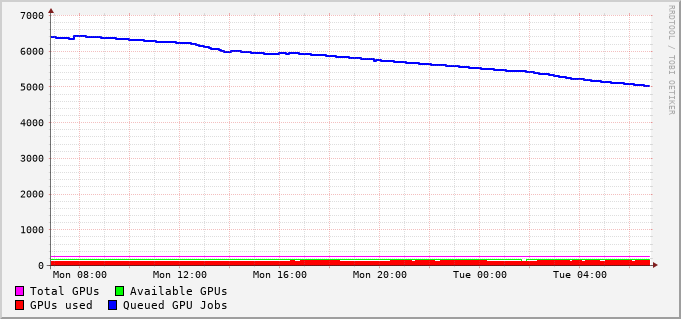 7000
6000
5000
4000
3000
2000
1000
0
Mon 08:00 Mon 12:00 Mon 16:00 Mon 20:00 Tue 00:00 Tue 04:00
Total GPUs Available GPUs
GPUs used Queued GPU Jobs
RRDTOOL / TOBI OETIKER